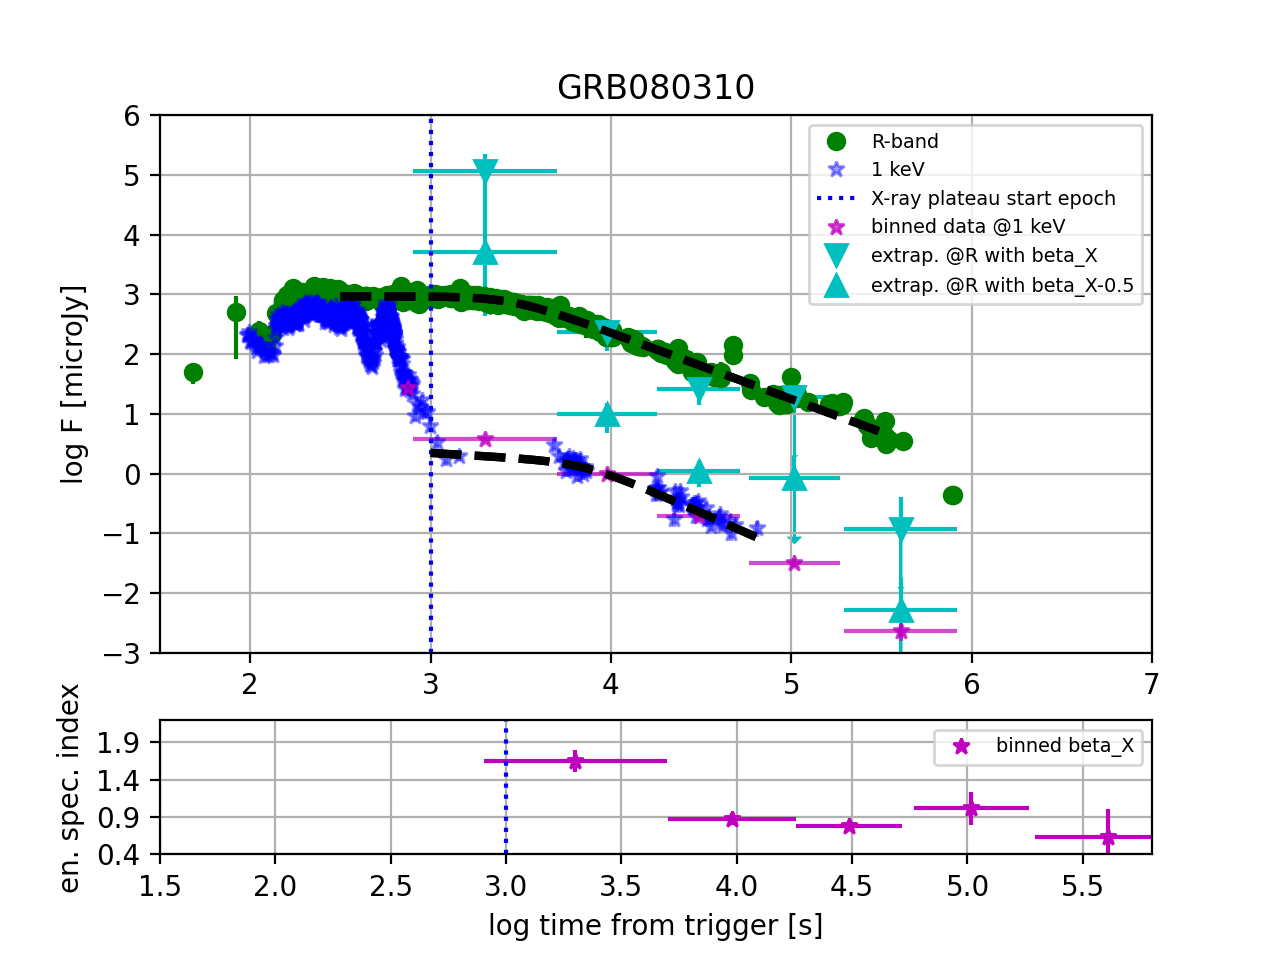 GRB080310
6
5
4
3
2
1
0
−1
−2
−3
log F [microJy]
R-band
1 keV
X-ray plateau start epoch
binned data @1 keV
extrap. @R with beta_X
extrap. @R with beta_X-0.5
2 3 4 5 6 7
en. spec. index
1.9
1.4
0.9
0.4
binned beta_X
1.5 2.0 2.5 3.0 3.5 4.0 4.5 5.0 5.5
log time from trigger [s]